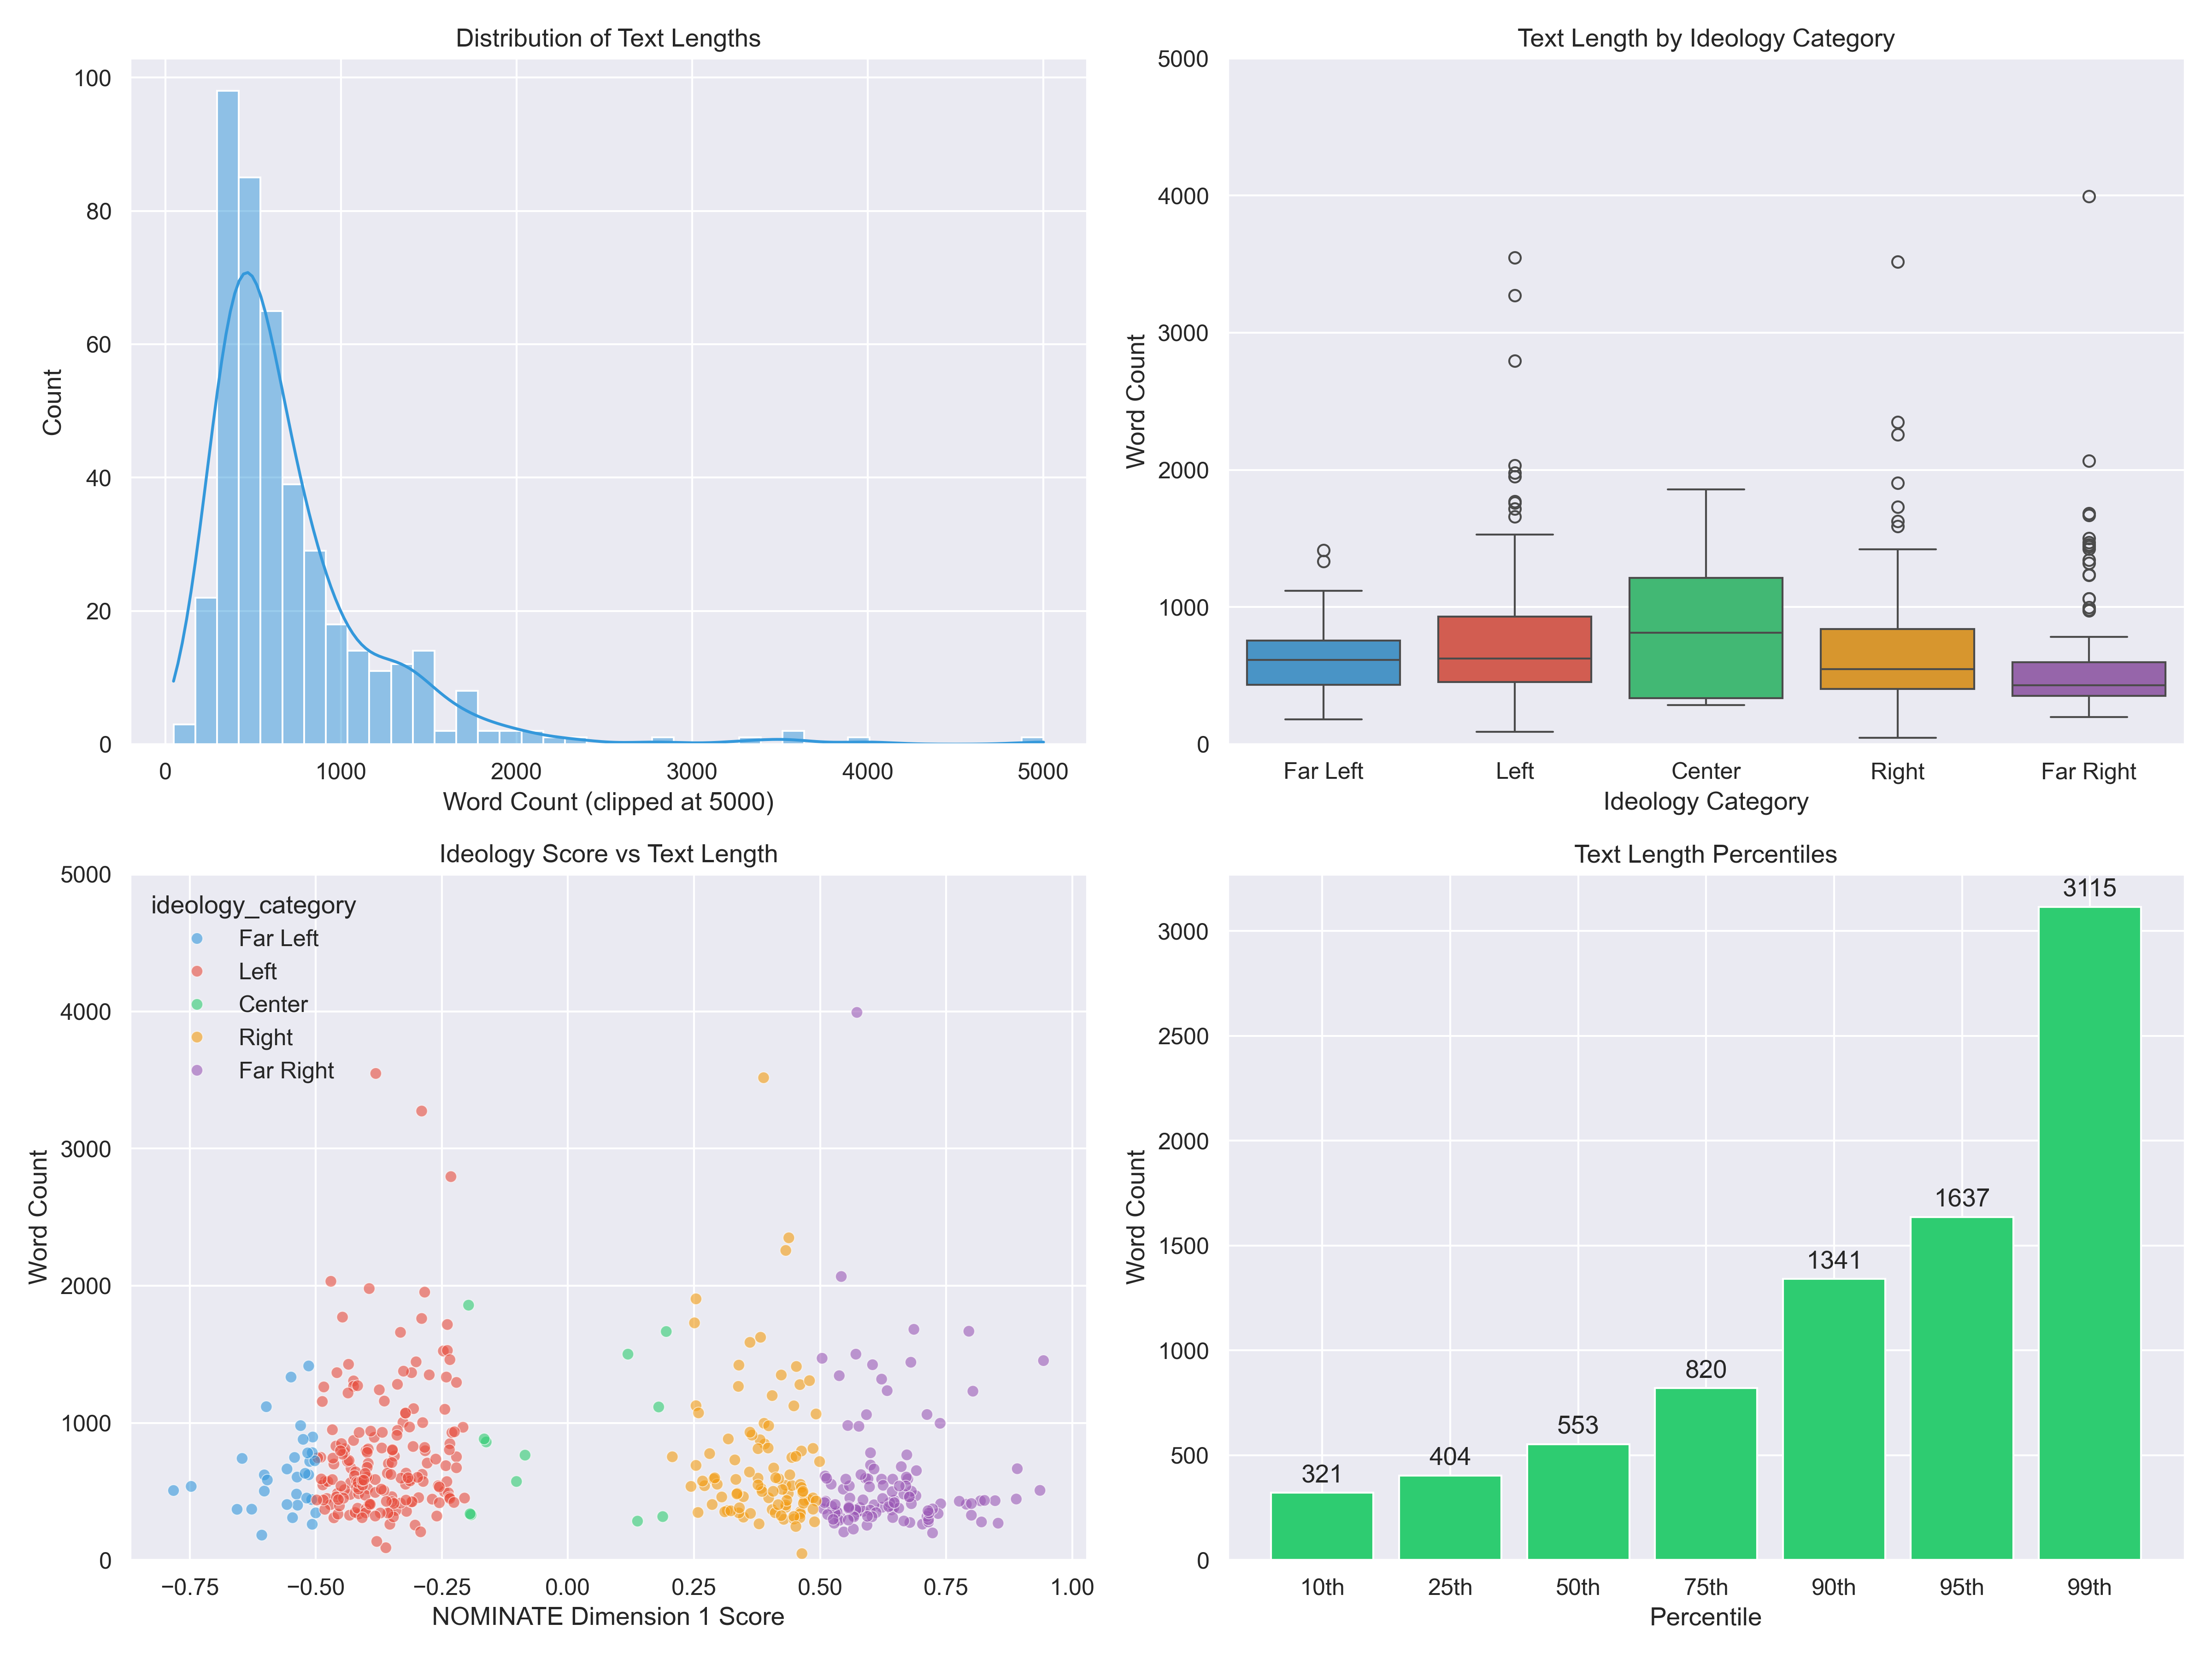 Distribution of Text Lengths
100
80
60
40
20
0
Count
0 1000 2000 3000 4000 5000
Word Count (clipped at 5000)
Text Length by Ideology Category
5000
4000
3000
2000
1000
0
Word Count
Far Left Left Center Right Far Right
Ideology Category
Ideology Score vs Text Length
5000
4000
3000
2000
1000
0
Word Count
ideology_category
Far Left
Left
Center
Right
Far Right
−0.75 −0.50 −0.25 0.00 0.25 0.50 0.75 1.00
NOMINATE Dimension 1 Score
Text Length Percentiles
3000
2500
2000
1500
1000
500
0
Word Count
321
404
553
820
1341
1637
3115
10th 25th 50th 75th 90th 95th 99th
Percentile